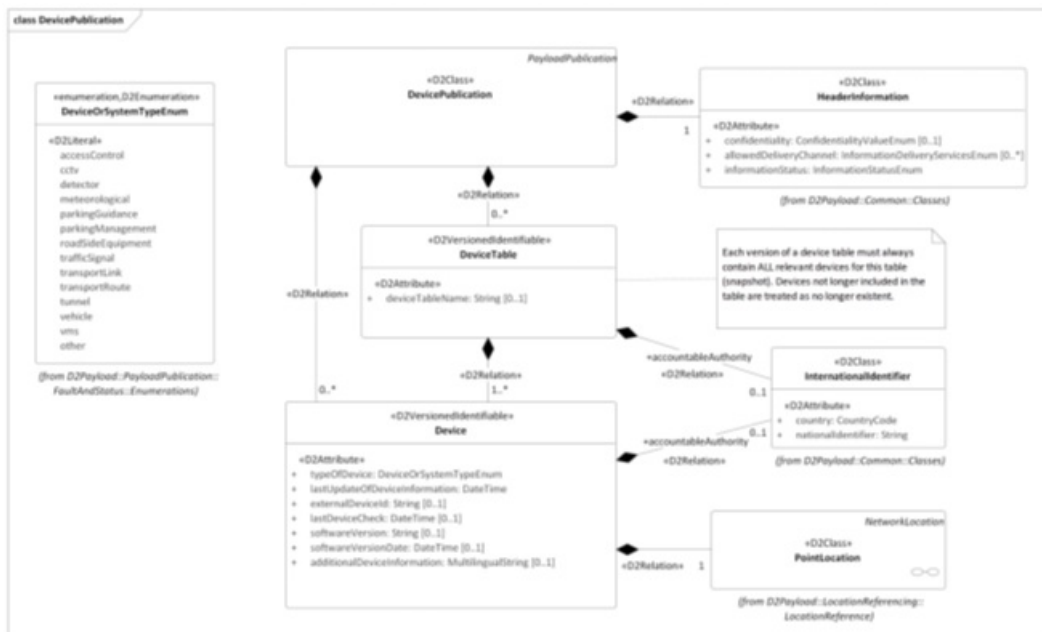 class DevicePublication
«enumeration,D2Enumeration»
DeviceOrSystemTypeEnum
«D2Literal»
accessControl
cctv
detector
meteorological
parkingGuidance
parkingManagement
roadSideEquipment
trafficSignal
transportLink
transportRoute
tunnel
vehicle
vms
other
(from D2Payload::PayloadPublication::
FaultAndStatus::Enumerations)
PayloadPublication
«D2Class»
DevicePublication
«D2Relation»
1
«D2Class»
HeaderInformation
«D2Attribute»
+ confidentiality: ConfidentialityValueEnum [0..1]
+ allowedDeliveryChannel: InformationDeliveryServicesEnum [0..*]
+ informationStatus: InformationStatusEnum
(from D2Payload::Common::Classes)
«D2Relation»
0..*
«D2VersionedIdentifiable»
DeviceTable
«D2Attribute»
+ deviceTableName: String [0..1]
Each version of a device table must always
contain ALL relevant devices for this table
(snapshot). Devices not longer included in the
table are treated as no longer existent.
«D2Relation»
0..*
«D2Relation»
1..*
+accountableAuthority
«D2Relation»
0..1
«D2Class»
InternationalIdentifier
«D2Attribute»
+ country: CountryCode
+ nationalIdentifier: String
(from D2Payload::Common::Classes)
0..1
+accountableAuthority
«D2Relation»
«D2VersionedIdentifiable»
Device
«D2Attribute»
+ typeOfDevice: DeviceOrSystemTypeEnum
+ lastUpdateOfDeviceInformation: DateTime
+ externalDeviceId: String [0..1]
+ lastDeviceCheck: DateTime [0..1]
+ softwareVersion: String [0..1]
+ softwareVersionDate: DateTime [0..1]
+ additionalDeviceInformation: MultilingualString [0..1]
«D2Relation»
1
NetworkLocation
«D2Class»
PointLocation
(from D2Payload::LocationReferencing::
LocationReference)